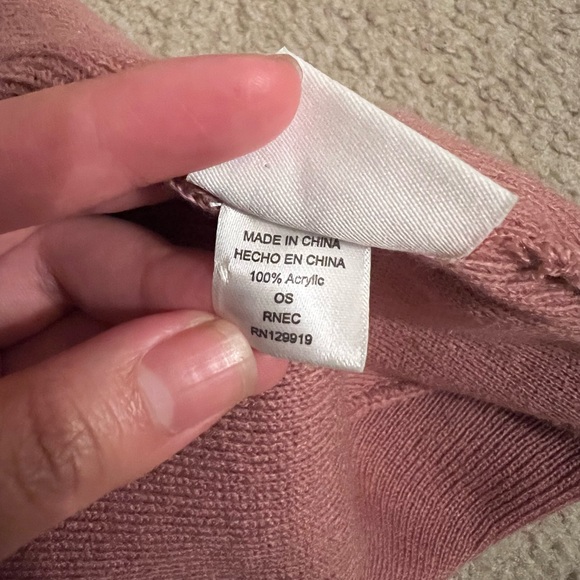 MADE IN CHINA
HECHO EN CHINA
100% Acrylic
OS
RNEC
RN129919